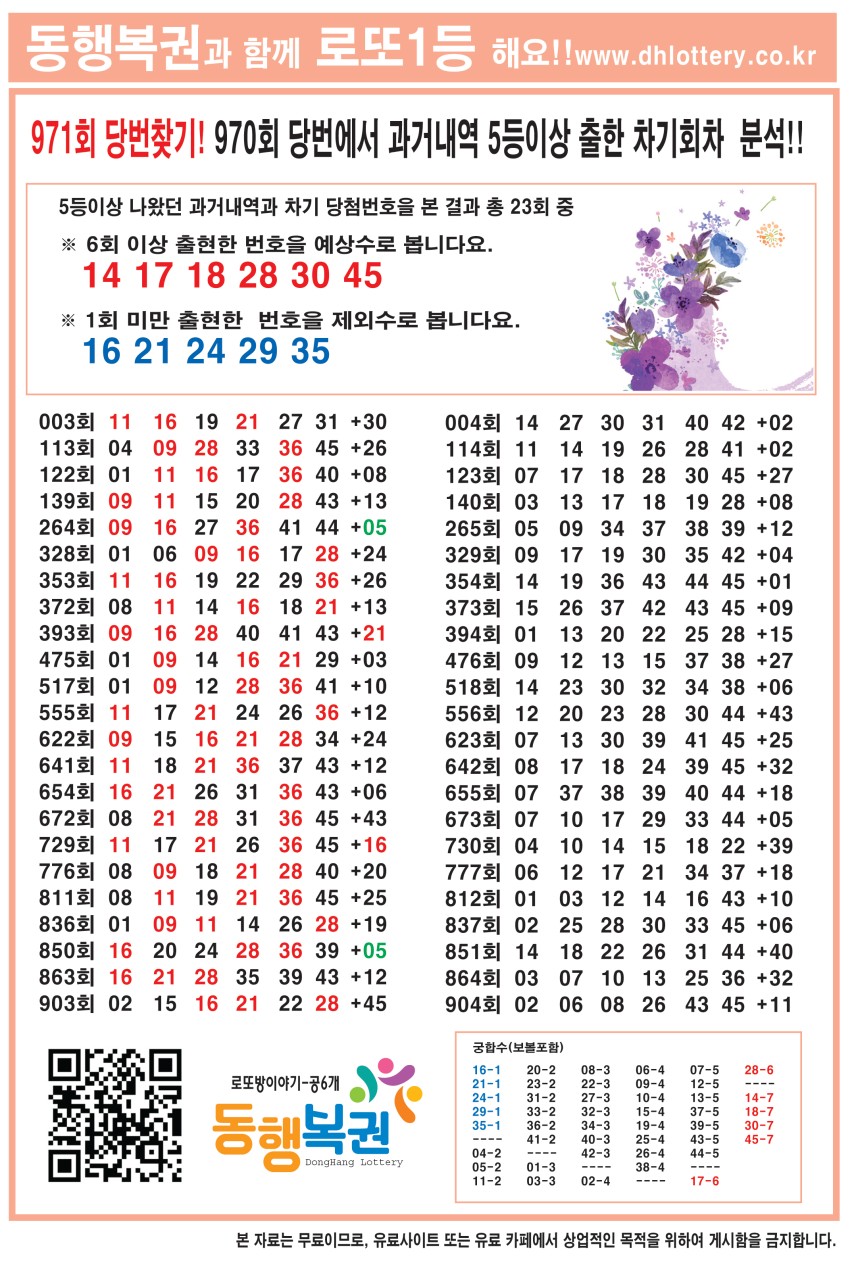 동행복권과 함께 로또1등 해요!!www.dhlottery.co.kr
971회 당번찾기! 970회 당번에서 과거내역 5등이상 출한 차기회차 분석!!
5등이상 나왔던 과거내역과 차기 당첨번호을 본 결과 총 23회 중
※ 6회 이상 출현한 번호을 예상수로 봅니다요.
14 17 18 28 30 45
※ 1회 미만 출현한 번호을 제외수로 봅니다요.
16 21 24 29 35
003회 11 16 19 21 27 31 +30 004회 14 27 30 31 40 42 +02
113회 04 09 28 33 36 45 +26 114회 11 14 19 26 28 41 +02
122회 01 11 16 17 36 40 +08 123회 07 17 18 28 30 45 +27
139회 09 11 15 20 28 43 +13 140회 03 13 17 18 19 28 +08
264회 09 16 27 36 41 44 +05 265회 05 09 34 37 38 39 +12
328회 01 06 09 16 17 28 +24 329회 09 17 19 30 35 42 +04
353회 11 16 19 22 29 36 +26 354회 14 19 36 43 44 45 +01
372회 08 11 14 16 18 21 +13 373회 15 26 37 42 43 45 +09
393회 09 16 28 40 41 43 +21 394회 01 13 20 22 25 28 +15
475회 01 09 14 16 21 29 +03 476회 09 12 13 15 37 38 +27
517회 01 09 12 28 36 41 +10 518회 14 23 30 32 34 38 +06
555회 11 17 21 24 26 36 +12 556회 12 20 23 28 30 44 +43
622회 09 15 16 21 28 34 +24 623회 07 13 30 39 41 45 +25
641회 11 18 21 36 37 43 +12 642회 08 17 18 24 39 45 +32
654회 16 21 26 31 36 43 +06 655회 07 37 38 39 40 44 +18
672회 08 21 28 31 36 45 +43 673회 07 10 17 29 33 44 +05
729회 11 17 21 26 36 45 +16 730회 04 10 14 15 18 22 +39
776회 08 09 18 21 28 40 +20 777회 06 12 17 21 34 37 +18
811회 08 11 19 21 36 45 +25 812회 01 03 12 14 16 43 +10
836회 01 09 11 14 26 28 +19 837회 02 25 28 30 33 45 +06
850회 16 20 24 28 36 39 +05 851회 14 18 22 26 31 44 +40
863회 16 21 28 35 39 43 +12 864회 03 07 10 13 25 36 +32
903회 02 15 16 21 22 28 +45 904회 02 06 08 26 43 45 +11
로또방이야기-공6개
동행복권
DongHang Lottery
궁합수(보볼포함)
16-1 20-2 08-3 06-4 07-5 28-6
21-1 23-2 22-3 09-4 12-5 ----
24-1 31-2 27-3 10-4 13-5 14-7
29-1 33-2 32-3 15-4 37-5 18-7
35-1 36-2 34-3 19-4 39-5 30-7
---- 41-2 40-3 25-4 43-5 45-7
04-2 ---- 42-3 26-4 44-5
05-2 01-3 ---- 38-4 ----
11-2 03-3 02-4 ---- 17-6
본 자료는 무료이므로, 유료사이트 또는 유료 카페에서 상업적인 목적을 위하여 게시함을 금지합니다.